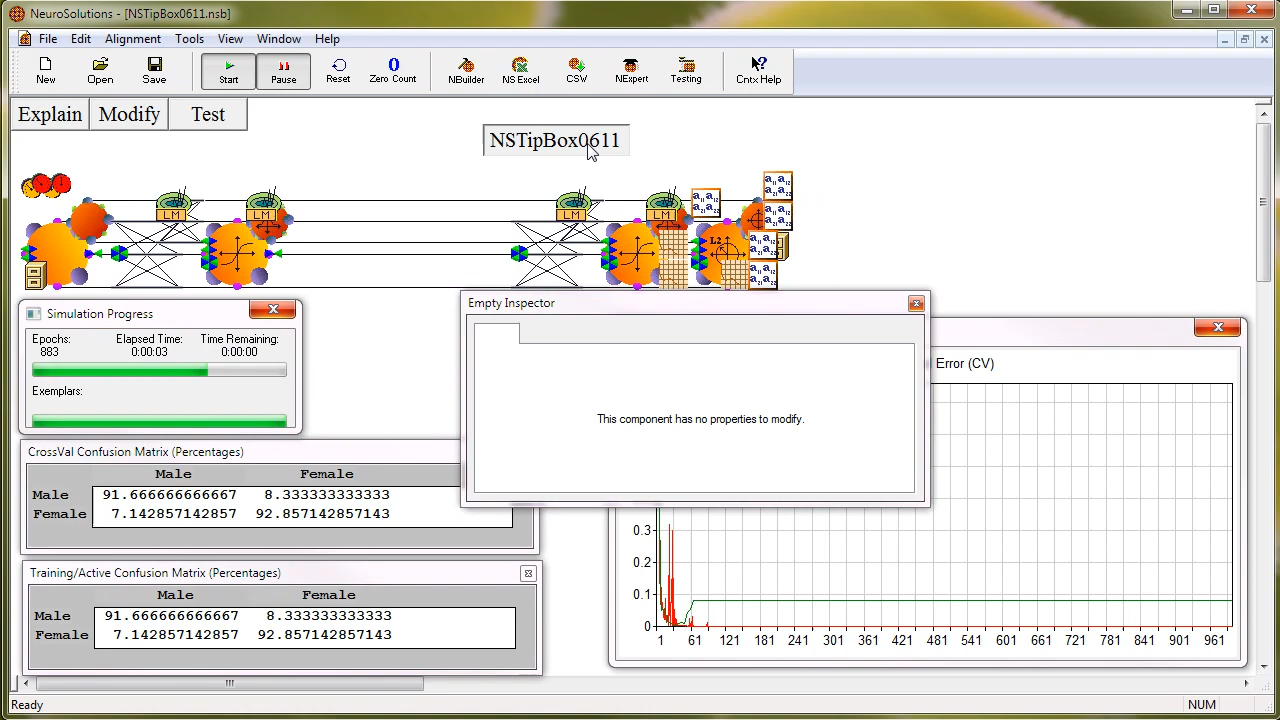 NeuroSolutions - [NSTipBox0611.nsb]
File Edit Alignment Tools View Window Help
New Open Save Start Pause Reset Zero Count NBuilder NS Excel CSW NExpert Testing Cntx Help
Explain Modify Test
NSTipBox0611
LM LM LM LM
L2
Simulation Progress
Epochs: Elapsed Time: Time Remaining:
883 0:00:03 0:00:00
Exemplars:
Empty Inspector
This component has no properties to modify.
Error (CV)
CrossVal Confusion Matrix (Percentages)
Male Female
Male 91.666666666667 8.333333333333
Female 7.142857142857 92.857142857143
Training/Active Confusion Matrix (Percentages)
Male Female
Male 91.666666666667 8.333333333333
Female 7.142857142857 92.857142857143
0.3
0.2
0.1
0
1 61 121 181 241 301 361 421 481 541 601 661 721 781 841 901 961
Ready NUM